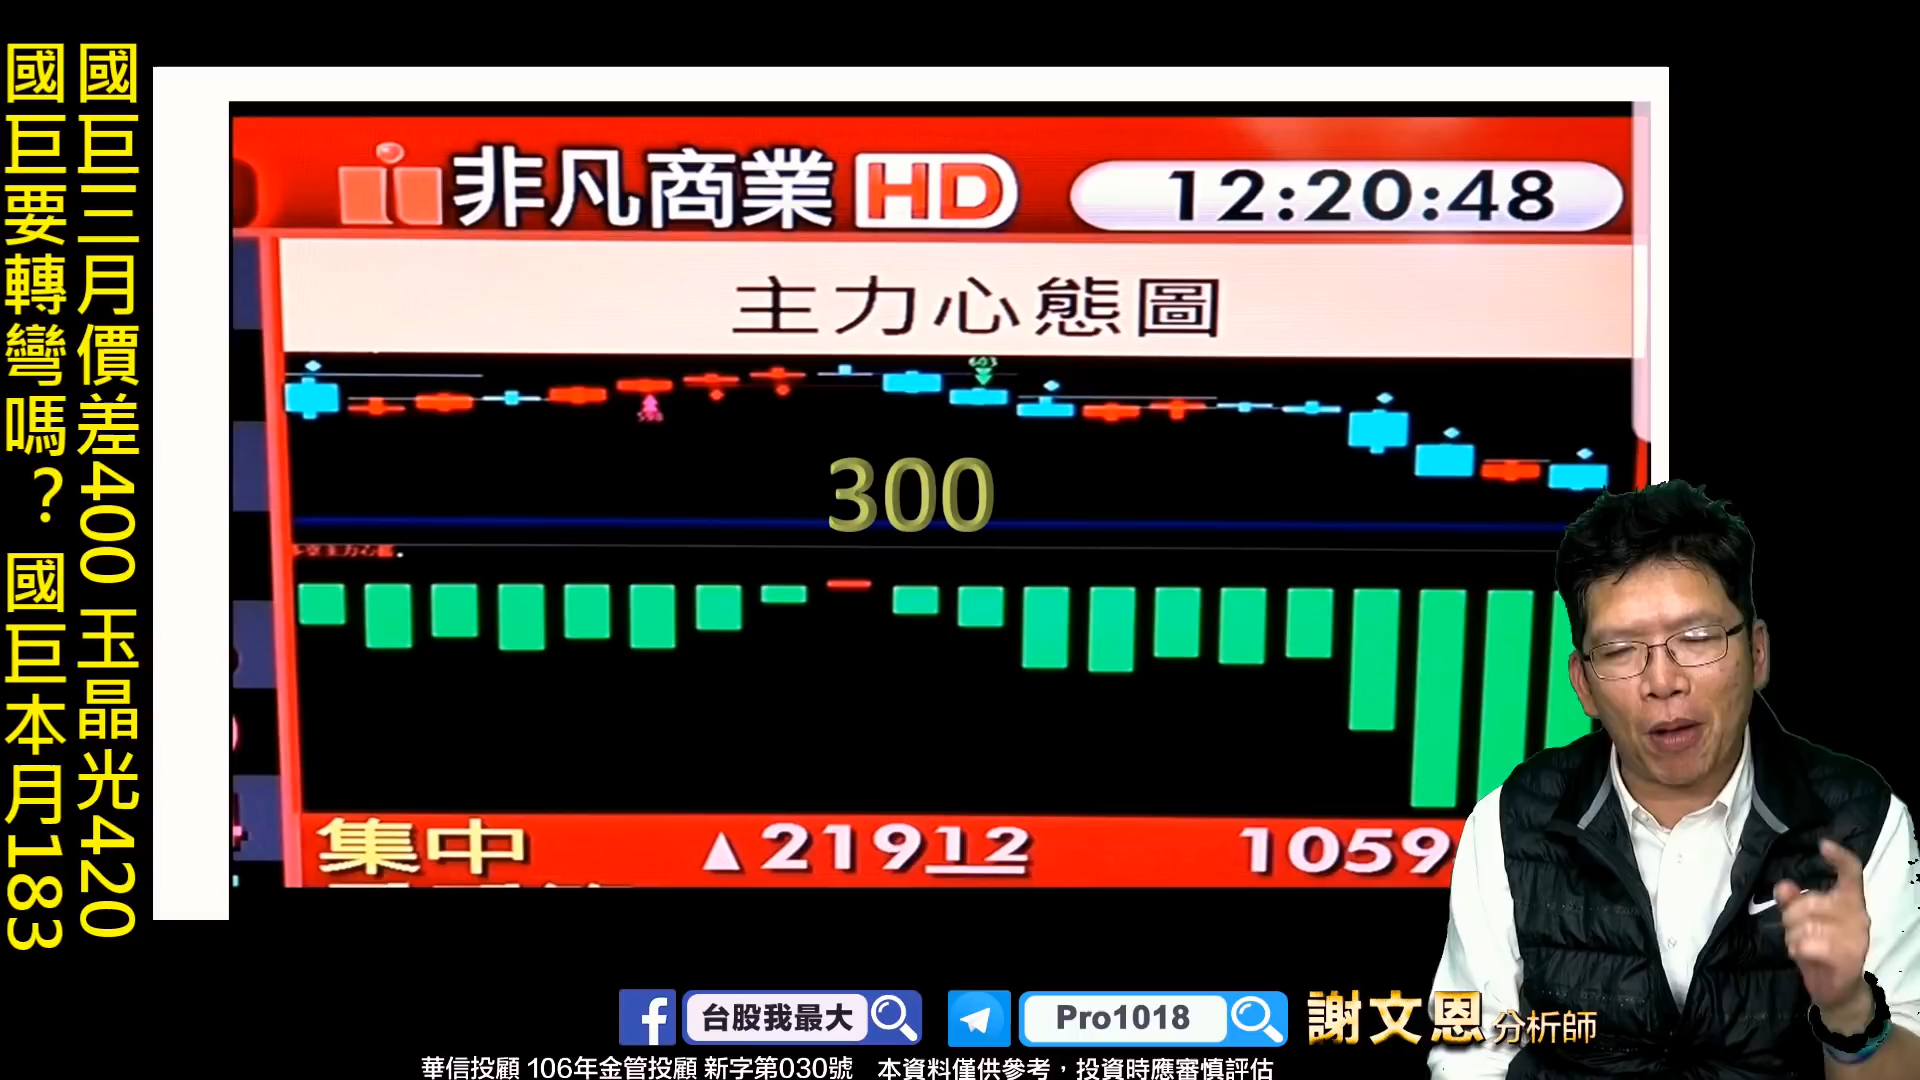 國巨三月價差400 玉晶光420
國巨要轉彎嗎？ 國巨本月183
非凡商業HD
12:20:48
主力心態圖
603
300
集中 ▲21912 1059
台股我最大
Pro1018
謝文恩 分析師
華信投顧 106年金管投顧 新字第030號 本資料僅供參考，投資時應審慎評估